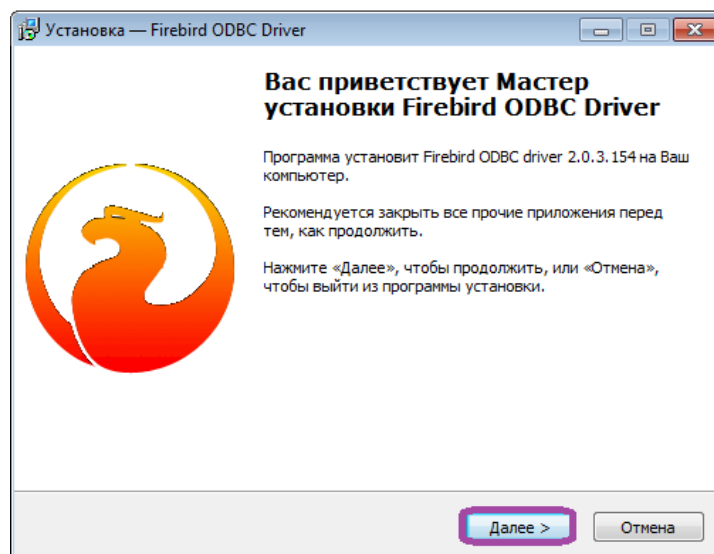 Установка — Firebird ODBC Driver
Вас приветствует Мастер
установки Firebird ODBC Driver
Программа установит Firebird ODBC driver 2.0.3.154 на Ваш
компьютер.
Рекомендуется закрыть все прочие приложения перед
тем, как продолжить.
Нажмите «Далее», чтобы продолжить, или «Отмена»,
чтобы выйти из программы установки.
Далее >
Отмена